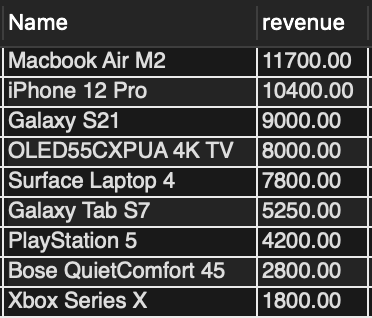 Name revenue
Macbook Air M2 11700.00
iPhone 12 Pro 10400.00
Galaxy S21 9000.00
OLED55CXPUA 4K TV 8000.00
Surface Laptop 4 7800.00
Galaxy Tab S7 5250.00
PlayStation 5 4200.00
Bose QuietComfort 45 2800.00
Xbox Series X 1800.00